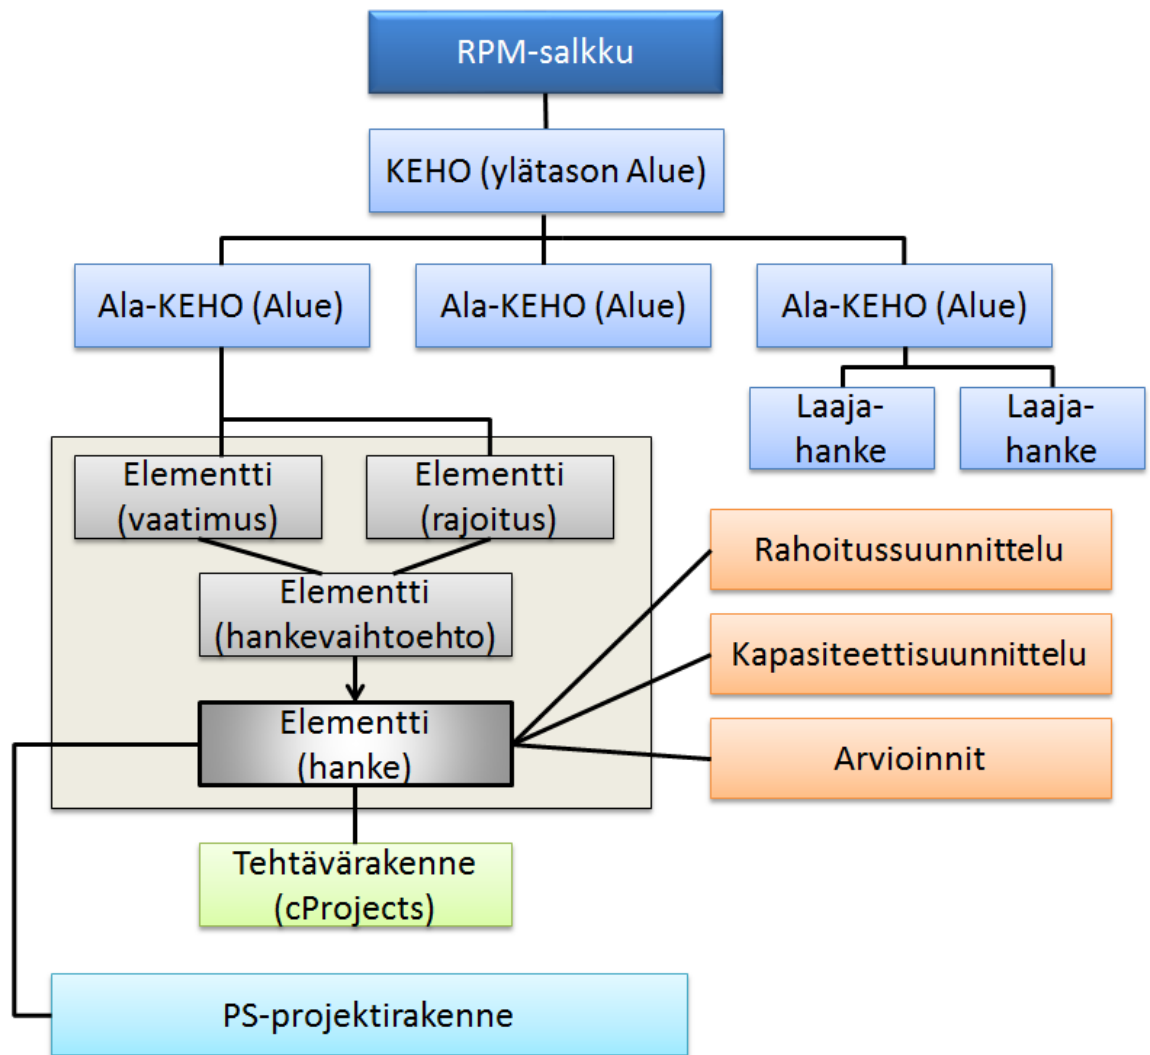 RPM-salkku
KEHO (ylätason Alue)
Ala-KEHO (Alue)
Ala-KEHO (Alue)
Ala-KEHO (Alue)
Laaja-
hanke
Laaja-
hanke
Elementti
(vaatimus)
Elementti
(rajoitus)
Elementti
(hankevaihtoehto)
Elementti
(hanke)
Rahoitussuunnittelu
Kapasiteettisuunnittelu
Arvioinnit
Tehtävärakenne
(cProjects)
PS-projektirakenne